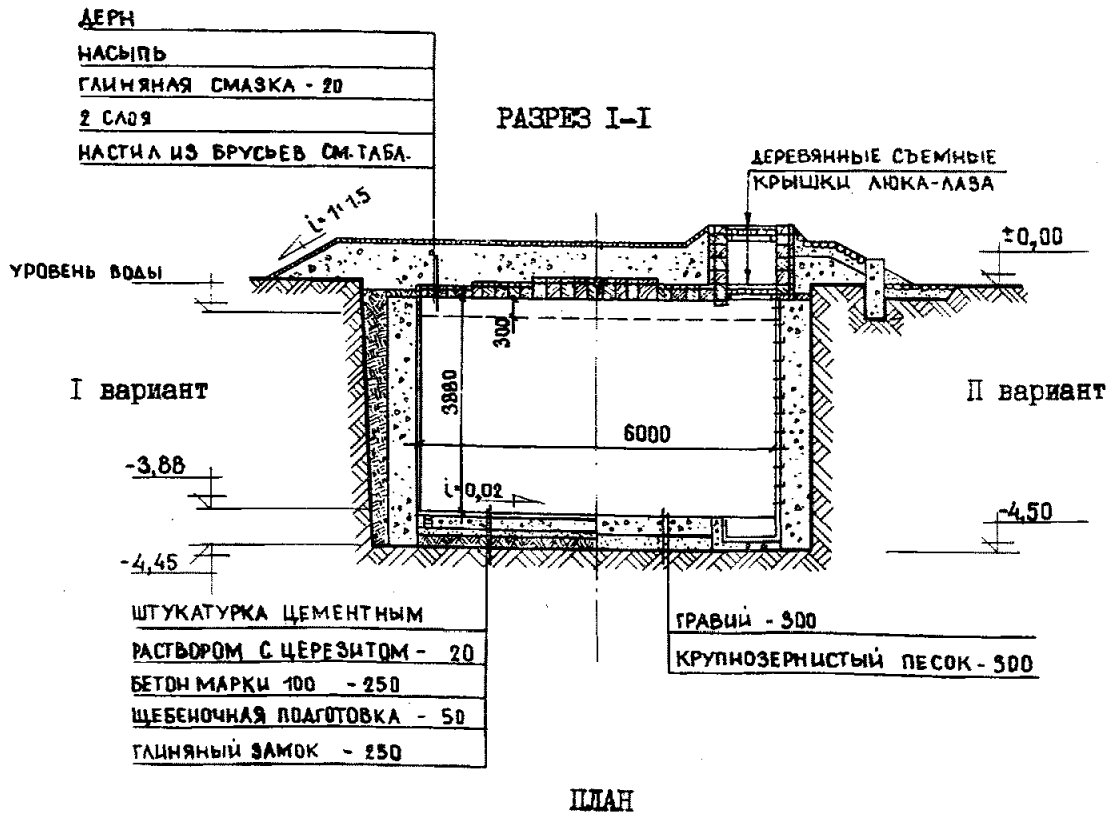 ДЕРН
НАСЫПЬ
ГЛИНЯНАЯ СМАЗКА - 20
2 СЛОЯ
НАСТИЛ ИЗ БРУСЬЕВ СМ. ТАБЛ.
РАЗРЕЗ I-I
ДЕРЕВЯННЫЕ СЪЕМНЫЕ
КРЫШКИ ЛЮКА-ЛАЗА
i=1:1.5
±0,00
УРОВЕНЬ ВОДЫ
300
I вариант
3880
П вариант
6000
-3,88
i=0,02
-4,50
-4,45
ШТУКАТУРКА ЦЕМЕНТНЫМ
РАСТВОРОМ С ЦЕРЕЗИТОМ - 20
БЕТОН МАРКИ 100 - 250
ЩЕБЕНОЧНАЯ ПОДГОТОВКА - 50
ГЛИНЯНЫЙ ЗАМОК - 250
ГРАВИЙ - 300
КРУПНОЗЕРНИСТЫЙ ПЕСОК - 300
ПЛАН